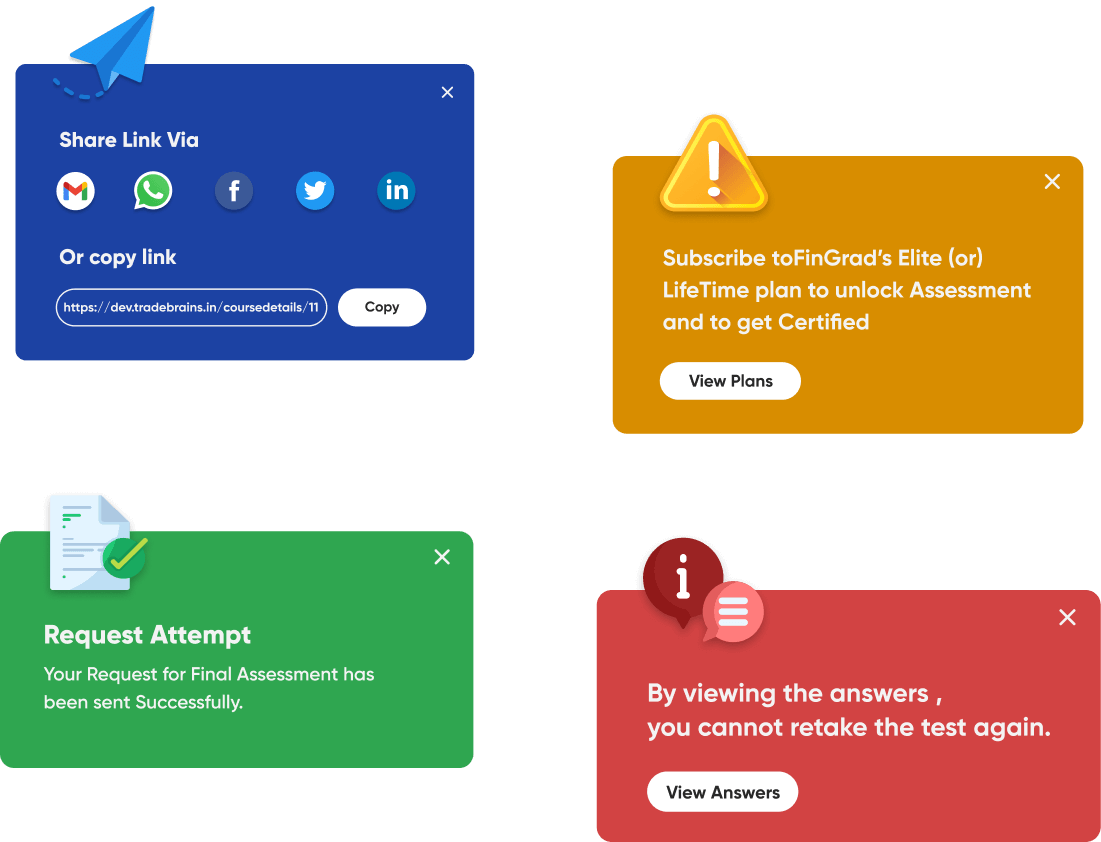 Share Link Via
f
in
Or copy link
https://dev.tradebrains.in/coursedetails/11
Copy
Subscribe toFinGrad's Elite (or)
LifeTime plan to unlock Assessment
and to get Certified
View Plans
Request Attempt
Your Request for Final Assessment has
been sent Successfully.
By viewing the answers ,
you cannot retake the test again.
View Answers